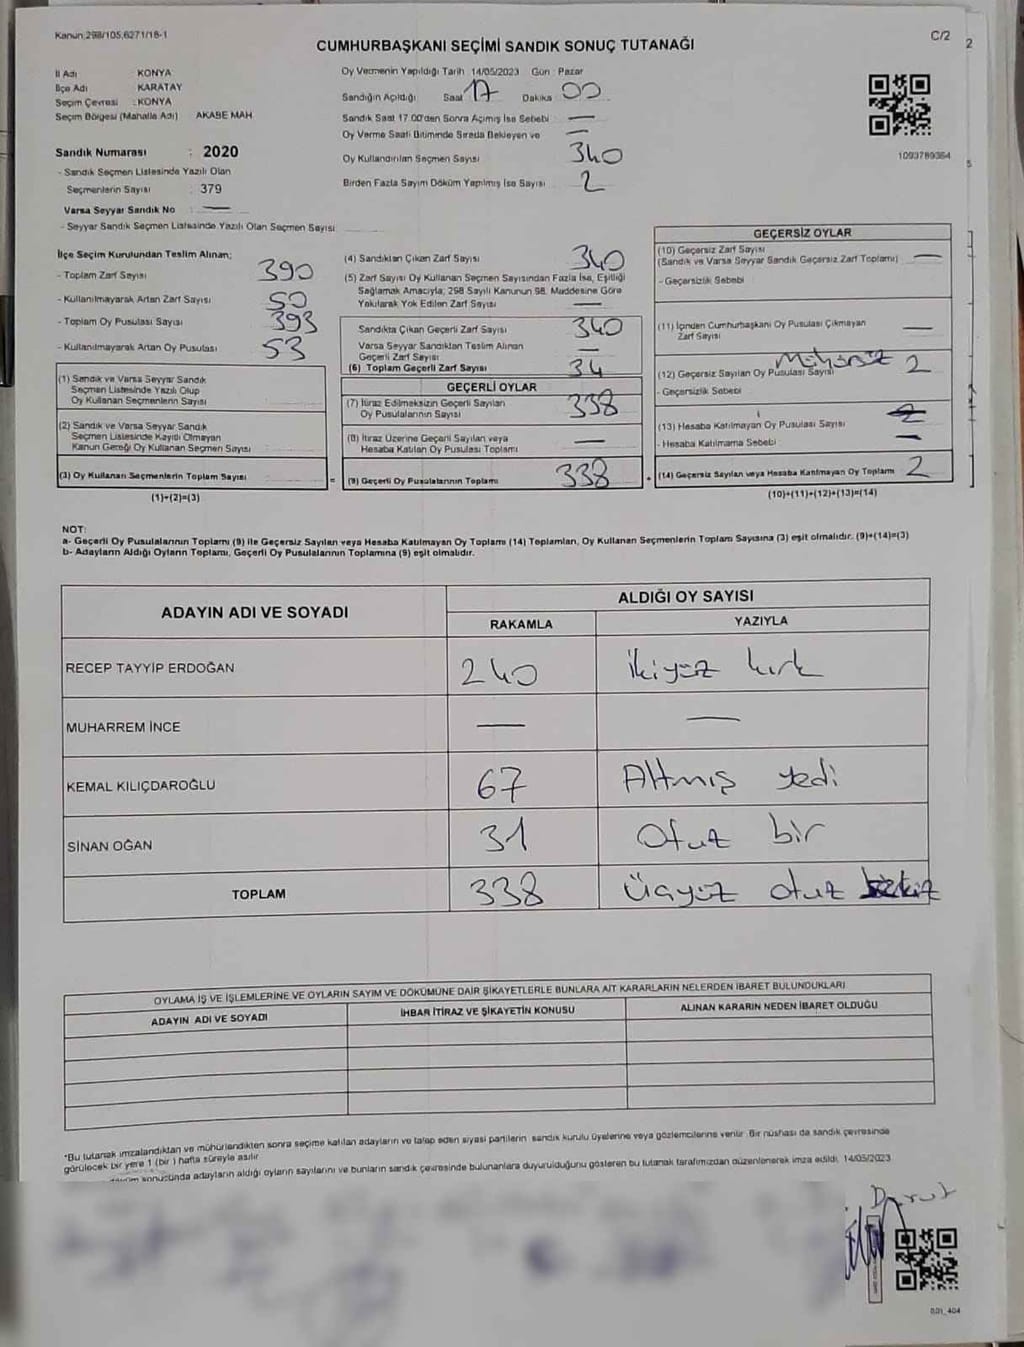 Kanun,298/105,6271/18-1
C/2
2
CUMHURBAŞKANI SEÇİMİ SANDIK SONUÇ TUTANAĞI
İl Adı : KONYA
İlçe Adı : KARATAY
Seçim Çevresi : KONYA
Seçim Bölgesi (Mahalle Adı) AKABE MAH
Oy Vermenin Yapıldığı Tarih 14/05/2023 Gün : Pazar
Sandığın Açıldığı Saat 17 Dakika 00
Sandık Saat 17.00'den Sonra Açımış İse Sebebi —
Oy Verme Saati Bitiminde Sırada Bekleyen ve —
Oy Kullandırılan Seçmen Sayısı 340
Birden Fazla Sayım Döküm Yapılmış İse Sayısı 2
1093789364
5
Sandık Numarası : 2020
- Sandık Seçmen Listesinde Yazılı Olan
Seçmenlerin Sayısı : 379
Varsa Seyyar Sandık No : —
- Seyyar Sandık Seçmen Listesinde Yazılı Olan Seçmen Sayısı
İlçe Seçim Kurulundan Teslim Alınan;
- Toplam Zarf Sayısı 390
- Kullanılmayarak Artan Zarf Sayısı 50
- Toplam Oy Pusulası Sayısı 393
- Kullanılmayarak Artan Oy Pusulası 53
(1) Sandık ve Varsa Seyyar Sandık
Seçmen Listesinde Yazılı Olup
Oy Kullanan Seçmenlerin Sayısı
(2) Sandık ve Varsa Seyyar Sandık
Seçmen Listesinde Kayıtlı Olmayan
Kanun Gereği Oy Kullanan Seçmen Sayısı
(3) Oy Kullanan Seçmenlerin Toplam Sayısı
(1)+(2)=(3)
(4) Sandıktan Çıkan Zarf Sayısı 340
(5) Zarf Sayısı Oy Kullanan Seçmen Sayısından Fazla İse, Eşitliği
Sağlamak Amacıyla; 298 Sayılı Kanunun 98. Maddesine Göre
Yakılarak Yok Edilen Zarf Sayısı —
Sandıkta Çıkan Geçerli Zarf Sayısı 340
Varsa Seyyar Sandıktan Teslim Alınan
Geçerli Zarf Sayısı —
(6) Toplam Geçerli Zarf Sayısı 34
GEÇERLİ OYLAR
(7) İtiraz Edilmeksizin Geçerli Sayılan
Oy Pusulalarının Sayısı 338
(8) İtiraz Üzerine Geçerli Sayılan veya
Hesaba Katılan Oy Pusulası Toplamı —
= (9) Geçerli Oy Pusulalarının Toplamı 338
GEÇERSİZ OYLAR
(10) Geçersiz Zarf Sayısı
(Sandık ve Varsa Seyyar Sandık Geçersiz Zarf Toplamı) —
- Geçersizlik Sebebi
(11) İçinden Cumhurbaşkanı Oy Pusulası Çıkmayan
Zarf Sayısı —
Mühürsüz
(12) Geçersiz Sayılan Oy Pusulası Sayısı 2
- Geçersizlik Sebebi
(13) Hesaba Katılmayan Oy Pusulası Sayısı 2
- Hesaba Katılmama Sebebi —
+ (14) Geçersiz Sayılan veya Hesaba Katılmayan Oy Toplamı 2
(10)+(11)+(12)+(13)=(14)
NOT:
a- Geçerli Oy Pusulalarının Toplamı (9) ile Geçersiz Sayılan veya Hesaba Katılmayan Oy Toplamı (14) Toplamları, Oy Kullanan Seçmenlerin Toplam Sayısına (3) eşit olmalıdır. (9)+(14)=(3)
b- Adayların Aldığı Oyların Toplamı, Geçerli Oy Pusulalarının Toplamına (9) eşit olmalıdır.
ADAYIN ADI VE SOYADI
ALDIĞI OY SAYISI
RAKAMLA YAZIYLA
RECEP TAYYİP ERDOĞAN 240 ikiyüz kırk
MUHARREM İNCE — —
KEMAL KILIÇDAROĞLU 67 Altmış yedi
SİNAN OĞAN 31 Otuz bir
TOPLAM 338 Üçyüz otuz sekiz
OYLAMA İŞ VE İŞLEMLERİNE VE OYLARIN SAYIM VE DÖKÜMÜNE DAİR ŞİKAYETLERLE BUNLARA AİT KARARLARIN NELERDEN İBARET BULUNDUKLARI
ADAYIN ADI VE SOYADI İHBAR İTİRAZ VE ŞİKAYETİN KONUSU ALINAN KARARIN NEDEN İBARET OLDUĞU
*Bu tutanak imzalandıktan ve mühürlendikten sonra seçime katılan adayların ve talep eden siyasi partilerin sandık kurulu üyelerine veya gözlemcilerine verilir. Bir nüshası da sandık çevresinde
görülecek bir yere 1 (bir ) hafta süreyle asılır.
sonucunda adayların aldığı oyların sayılarını ve bunların sandık çevresinde bulunanlara duyurulduğunu gösteren bu tutanak tarafımızdan düzenlenerek imza edildi. 14/05/2023